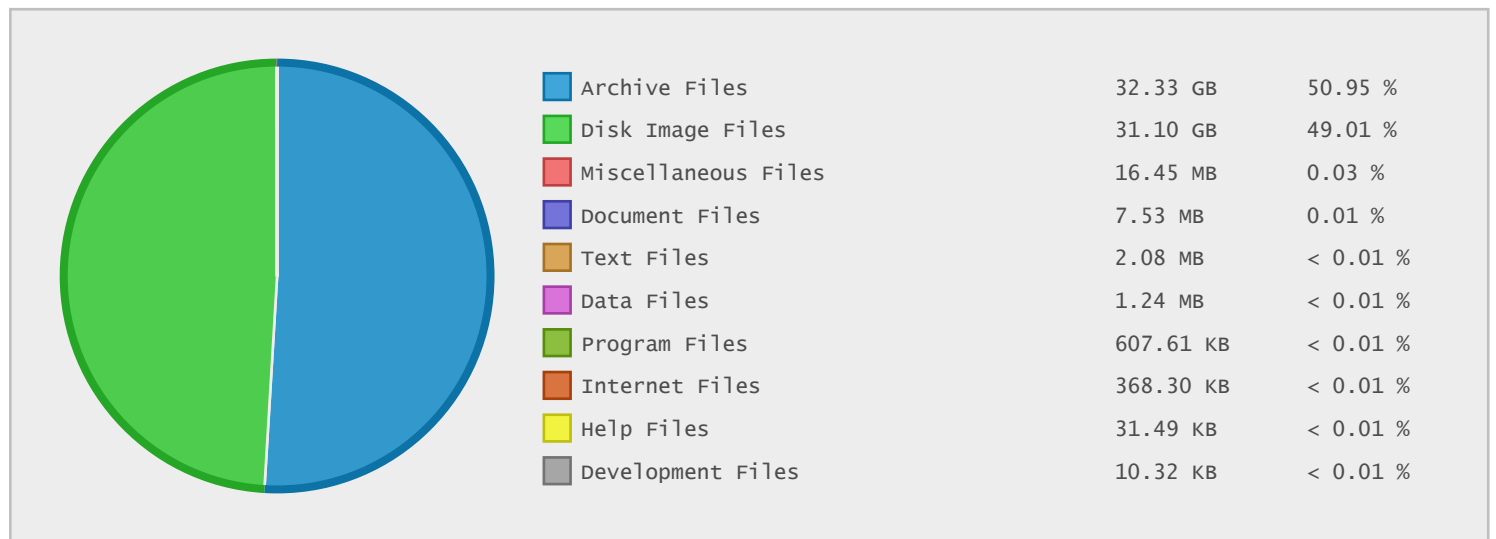 Archive Files 32.33 GB 50.95 %
Disk Image Files 31.10 GB 49.01 %
Miscellaneous Files 16.45 MB 0.03 %
Document Files 7.53 MB 0.01 %
Text Files 2.08 MB < 0.01 %
Data Files 1.24 MB < 0.01 %
Program Files 607.61 KB < 0.01 %
Internet Files 368.30 KB < 0.01 %
Help Files 31.49 KB < 0.01 %
Development Files 10.32 KB < 0.01 %